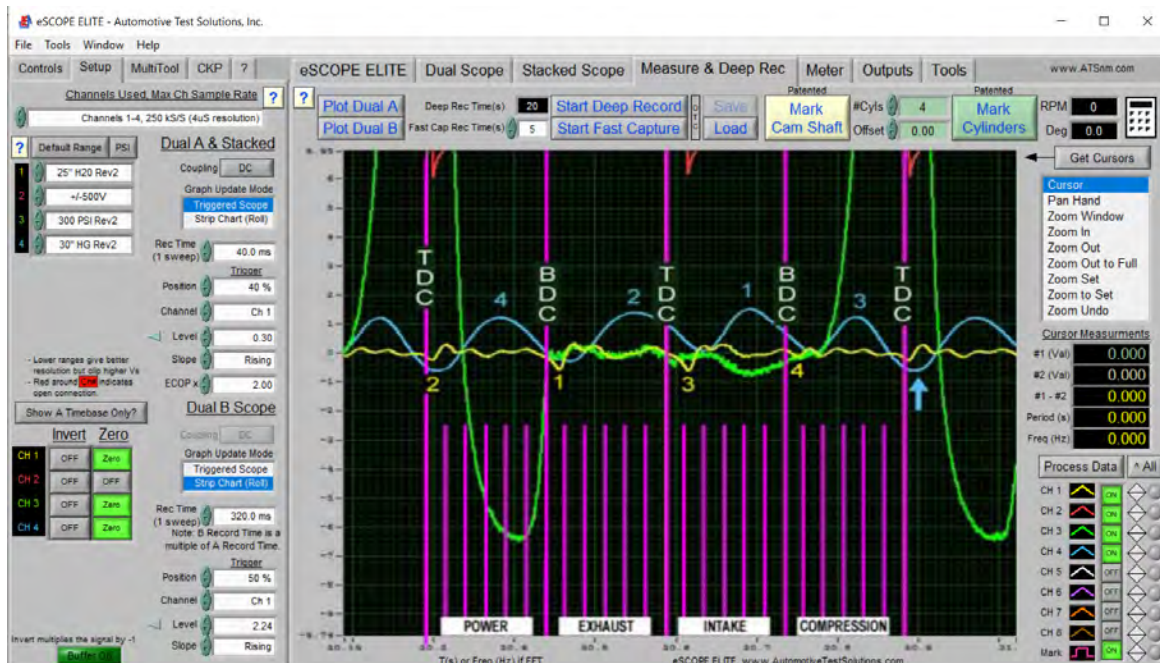 eSCOPE ELITE - Automotive Test Solutions, Inc.
File Tools Window Help
Controls Setup MultiTool CKP ?
eSCOPE ELITE Dual Scope Stacked Scope Measure & Deep Rec Meter Outputs Tools www.ATSnm.com
Channels Used, Max Ch Sample Rate ?
Channels 1-4, 250 kS/S (4uS resolution)
? Default Range PSI
1 25" H20 Rev2
2 +/-500V
3 300 PSI Rev2
4 30" HG Rev2
Dual A & Stacked
Coupling DC
Graph Update Mode
Triggered Scope
Strip Chart (Roll)
Rec Time
(1 sweep) 40.0 ms
Trigger
Position 40 %
Channel Ch 1
Level 0.30
Slope Rising
ECOP x 2.00
- Lower ranges give better
resolution but clip higher Vs
- Red around Ch# indicates
open connection.
Show A Timebase Only?
Invert Zero
CH 1 OFF Zero
CH 2 OFF OFF
CH 3 OFF Zero
CH 4 OFF Zero
Dual B Scope
Coupling DC
Graph Update Mode
Triggered Scope
Strip Chart (Roll)
Rec Time
(1 sweep) 320.0 ms
Note: B Record Time is a
multiple of A Record Time.
Trigger
Position 50 %
Channel Ch 1
Level 2.24
Slope Rising
Invert multiplies the signal by -1
Buffer OK
?
Plot Dual A
Plot Dual B
Deep Rec Time(s) 20
Fast Cap Rec Time(s) 5
Start Deep Record
Start Fast Capture
DTC
Save
Load
Patented
Mark
Cam Shaft
#Cyls 4
Offset 0.00
Patented
Mark
Cylinders
RPM 0
Deg 0.0
TDC BDC TDC BDC TDC
4 2 1 3
2 1 3 4
POWER EXHAUST INTAKE COMPRESSION
T(s) or Freq (Hz) if FFT eSCOPE ELITE www.AutomotiveTestSolutions.com
Get Cursors
Cursor
Pan Hand
Zoom Window
Zoom In
Zoom Out
Zoom Out to Full
Zoom Set
Zoom to Set
Zoom Undo
Cursor Measurments
#1 (Val) 0.000
#2 (Val) 0.000
#1 - #2 0.000
Period (s) 0.000
Freq (Hz) 0.000
Process Data ^ All
CH 1 ON
CH 2 ON
CH 3 ON
CH 4 ON
CH 5 OFF
CH 6 OFF
CH 7 OFF
CH 8 OFF
Mark ON